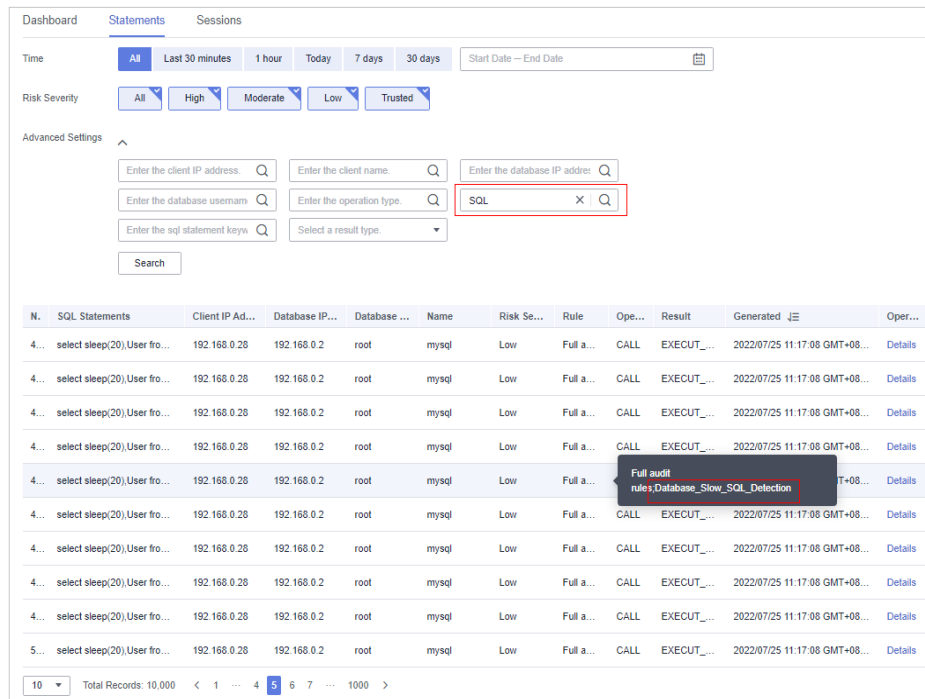 Dashboard Statements Sessions
Time All Last 30 minutes 1 hour Today 7 days 30 days Start Date — End Date
Risk Severity All High Moderate Low Trusted
Advanced Settings
Enter the client IP address. Enter the client name. Enter the database IP addres
Enter the database usernam Enter the operation type. SQL
Enter the sql statement keyw Select a result type.
Search
N. SQL Statements Client IP Ad... Database IP... Database ... Name Risk Se... Rule Ope... Result Generated Oper...
4... select sleep(20),User fro... 192.168.0.28 192.168.0.2 root mysql Low Full a... CALL EXECUT_... 2022/07/25 11:17:08 GMT+08... Details
4... select sleep(20),User fro... 192.168.0.28 192.168.0.2 root mysql Low Full a... CALL EXECUT_... 2022/07/25 11:17:08 GMT+08... Details
4... select sleep(20),User fro... 192.168.0.28 192.168.0.2 root mysql Low Full a... CALL EXECUT_... 2022/07/25 11:17:08 GMT+08... Details
4... select sleep(20),User fro... 192.168.0.28 192.168.0.2 root mysql Low Full a... CALL EXECUT_... 2022/07/25 11:17:08 GMT+08... Details
4... select sleep(20),User fro... 192.168.0.28 192.168.0.2 root mysql Low Full a... IT+08... Details
Full audit
rules;Database_Slow_SQL_Detection
4... select sleep(20),User fro... 192.168.0.28 192.168.0.2 root mysql Low Full a... CALL EXECUT_... 2022/07/25 11:17:08 GMT+08... Details
4... select sleep(20),User fro... 192.168.0.28 192.168.0.2 root mysql Low Full a... CALL EXECUT_... 2022/07/25 11:17:08 GMT+08... Details
4... select sleep(20),User fro... 192.168.0.28 192.168.0.2 root mysql Low Full a... CALL EXECUT_... 2022/07/25 11:17:08 GMT+08... Details
4... select sleep(20),User fro... 192.168.0.28 192.168.0.2 root mysql Low Full a... CALL EXECUT_... 2022/07/25 11:17:08 GMT+08... Details
5... select sleep(20),User fro... 192.168.0.28 192.168.0.2 root mysql Low Full a... CALL EXECUT_... 2022/07/25 11:17:08 GMT+08... Details
10 Total Records: 10,000 < 1 ... 4 5 6 7 ... 1000 >